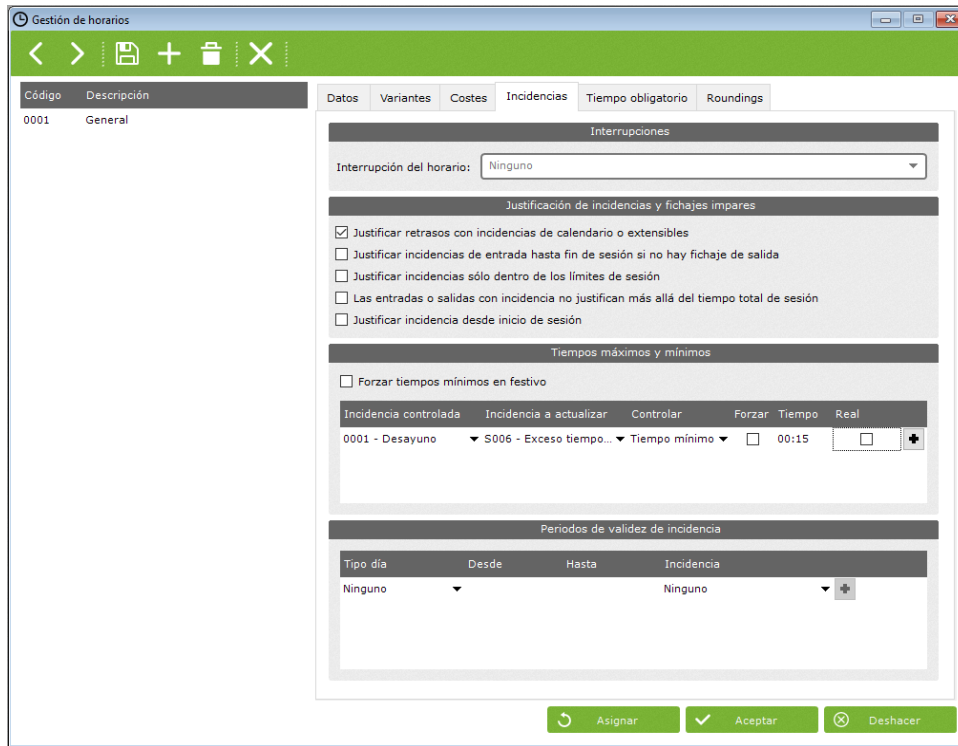 Gestión de horarios
Código Descripción
0001 General
Datos Variantes Costes Incidencias Tiempo obligatorio Roundings
Interrupciones
Interrupción del horario: Ninguno
Justificación de incidencias y fichajes impares
Justificar retrasos con incidencias de calendario o extensibles
Justificar incidencias de entrada hasta fin de sesión si no hay fichaje de salida
Justificar incidencias sólo dentro de los límites de sesión
Las entradas o salidas con incidencia no justifican más allá del tiempo total de sesión
Justificar incidencia desde inicio de sesión
Tiempos máximos y mínimos
Forzar tiempos mínimos en festivo
Incidencia controlada Incidencia a actualizar Controlar Forzar Tiempo Real
0001 - Desayuno S006 - Exceso tiempo... Tiempo mínimo 00:15
Periodos de validez de incidencia
Tipo día Desde Hasta Incidencia
Ninguno Ninguno
Asignar Aceptar Deshacer